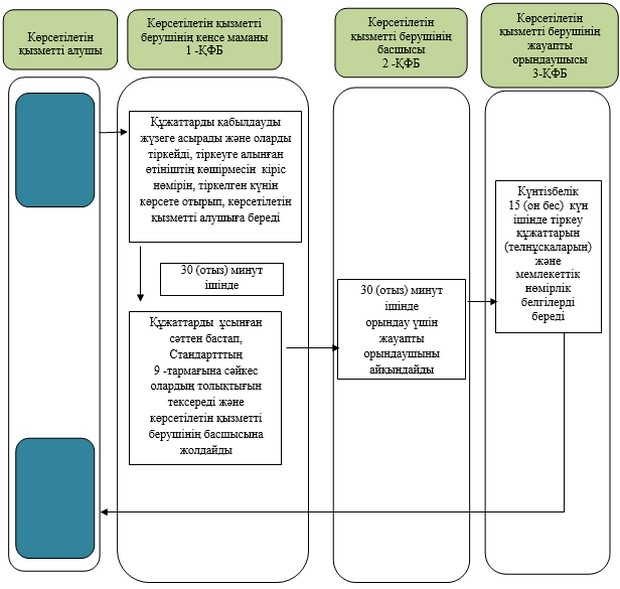 Көрсетілетін
қызметті алушы
Көрсетілетін қызметті
берушінің кеңсе маманы
1 -ҚФБ
Көрсетілетін
қызметті берушінің
басшысы
2 -ҚФБ
Көрсетілетін
қызметті берушінің
жауапты
орындаушысы
3-ҚФБ
Құжаттарды қабылдауды
жүзеге асырады және оларды
тіркейді, тіркеуге алынған
өтініштің көшірмесін кіріс
нөмірін, тіркелген күнін
көрсете отырып, көрсетілетін
қызметті алушыға береді
30 (отыз) минут
ішінде
Құжаттарды ұсынған
сәттен бастап,
Стандартттың
9 -тармағына сәйкес
олардың толықтығын
тексереді және
көрсетілетін қызметті
берушінің басшысына
жолдайды
30 (отыз) минут
ішінде
орындау үшін
жауапты
орындаушыны
айқындайды
Күнтізбелік
15 (он бес) күн
ішінде тіркеу
құжаттарын
(телнұсқаларын)
және
мемлекеттік
нөмірлік
белгілерді
береді